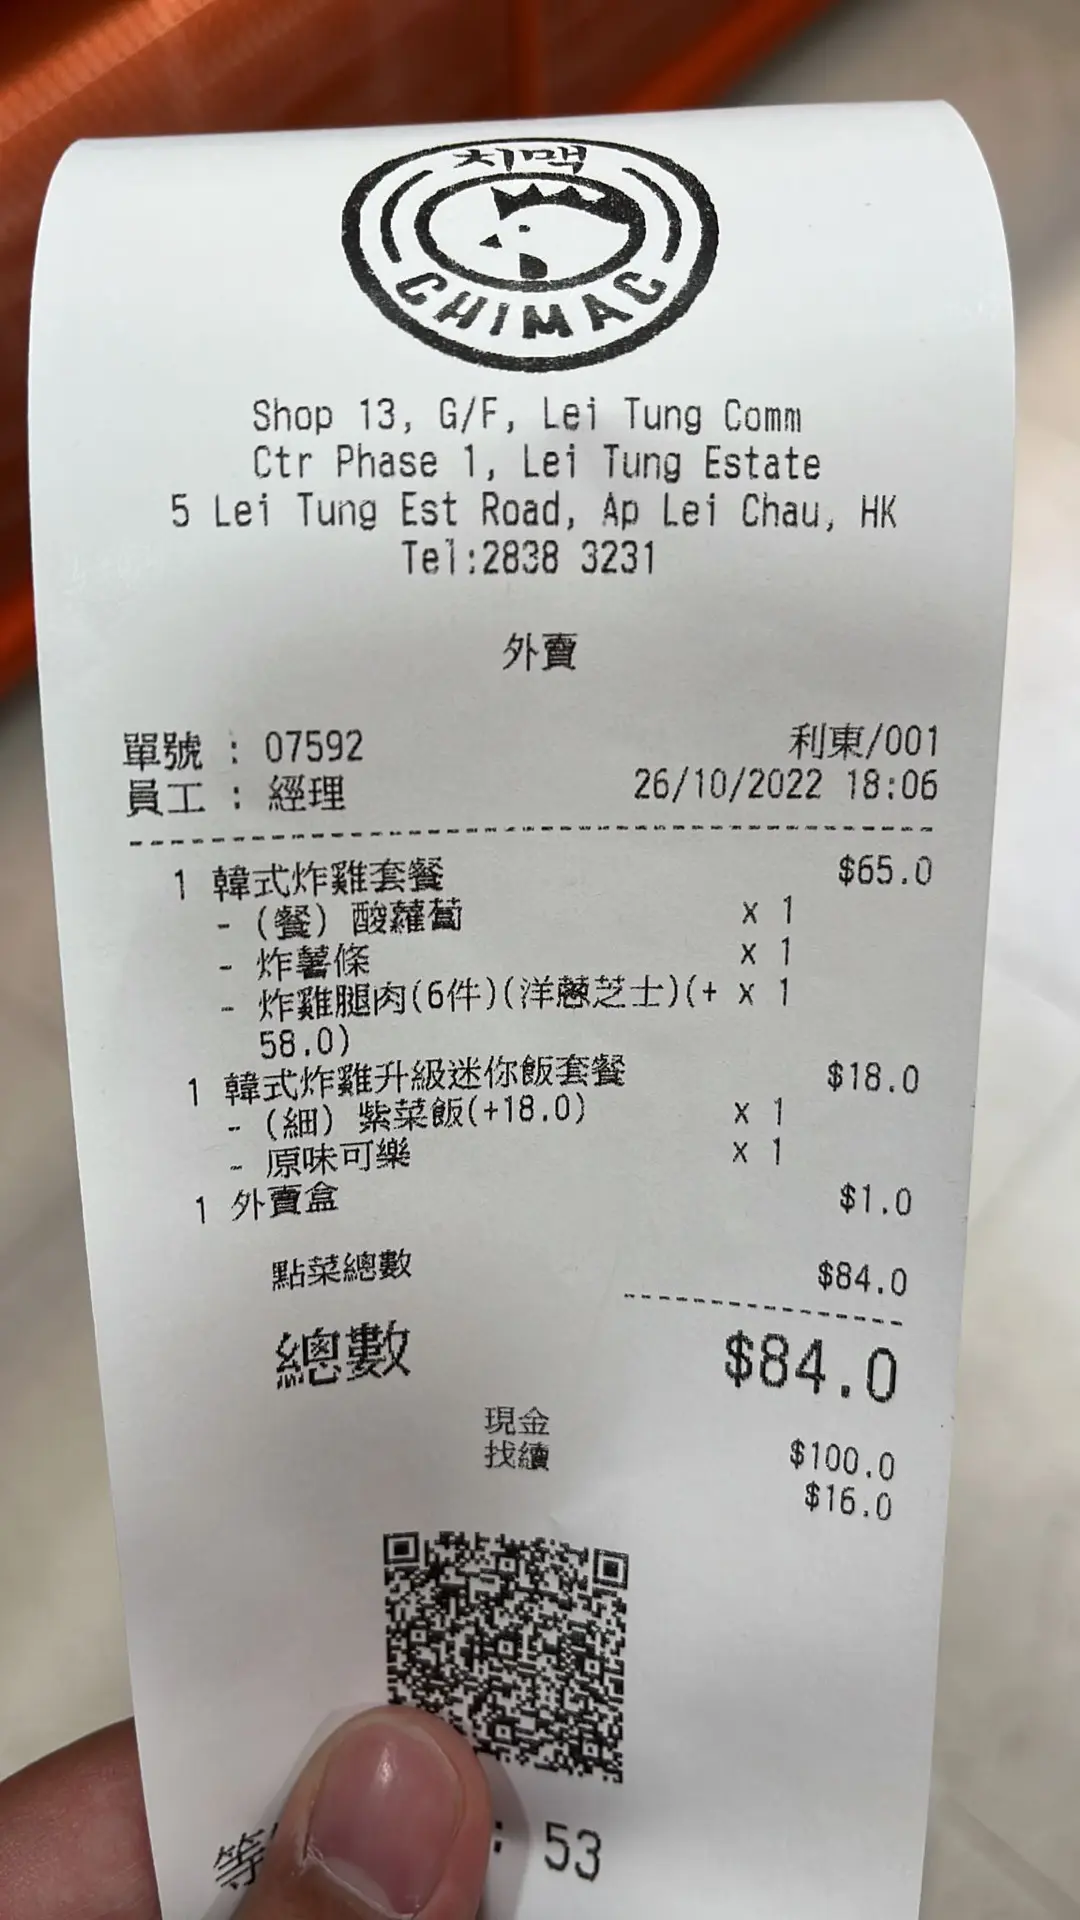 치맥
CHIMAC
Shop 13, G/F, Lei Tung Comm
Ctr Phase 1, Lei Tung Estate
5 Lei Tung Est Road, Ap Lei Chau, HK
Tel:2838 3231
外賣
單號 : 07592 利東/001
員工 : 經理 26/10/2022 18:06
1 韓式炸雞套餐 $65.0
- (餐) 酸蘿蔔 x 1
- 炸薯條 x 1
- 炸雞腿肉(6件)(洋蔥芝士)(+ x 1
58.0)
1 韓式炸雞升級迷你飯套餐 $18.0
- (細) 紫菜飯(+18.0) x 1
- 原味可樂 x 1
1 外賣盒 $1.0
點菜總數 $84.0
總數 $84.0
現金 $100.0
找續 $16.0
等 : 53